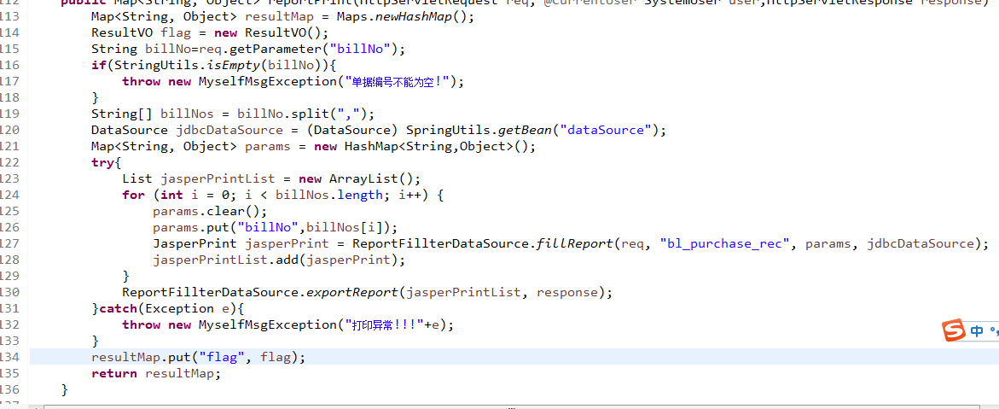 public Map<String, Object> reportPrint(HttpServletRequest req, @CurrentUser SystemUser user,HttpServletResponse response)
113 Map<String, Object> resultMap = Maps.newHashMap();
114 ResultVO flag = new ResultVO();
115 String billNo=req.getParameter("billNo");
116 if(StringUtils.isEmpty(billNo)){
117 throw new MyselfMsgException("单据编号不能为空!");
118 }
119 String[] billNos = billNo.split(",");
120 DataSource jdbcDataSource = (DataSource) SpringUtils.getBean("dataSource");
121 Map<String, Object> params = new HashMap<String,Object>();
122 try{
123 List jasperPrintList = new ArrayList();
124 for (int i = 0; i < billNos.length; i++) {
125 params.clear();
126 params.put("billNo",billNos[i]);
127 JasperPrint jasperPrint = ReportFillterDataSource.fillReport(req, "bl_purchase_rec", params, jdbcDataSource);
128 jasperPrintList.add(jasperPrint);
129 }
130 ReportFillterDataSource.exportReport(jasperPrintList, response);
131 }catch(Exception e){
132 throw new MyselfMsgException("打印异常!!!"+e);
133 }
134 resultMap.put("flag", flag);
135 return resultMap;
136 }
S 中